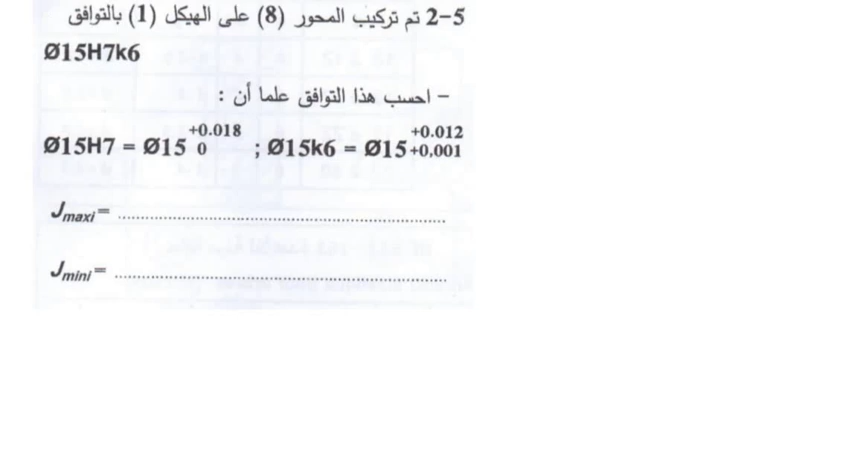 2-5 تم تركيب المحور (8) على الهيكل (1) بالتوافق
Ø15H7k6
- احسب هذا التوافق علما أن :
Ø15H7 = Ø15 +0.018 0 ; Ø15k6 = Ø15 +0.012 +0,001
Jmaxi= ........................................
Jmini= ........................................